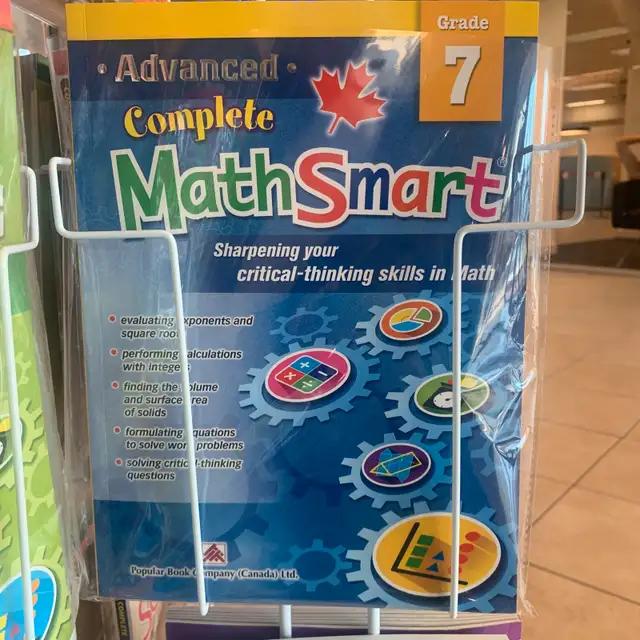 Grade
7
• Advanced •
Complete
MathSmart®
Sharpening your
critical-thinking skills in Math
• evaluating exponents and
square roots
• performing calculations
with integers
• finding the volume
and surface area
of solids
• formulating equations
to solve word problems
• solving critical-thinking
questions
Popular Book Company (Canada) Ltd.
COMPLETE